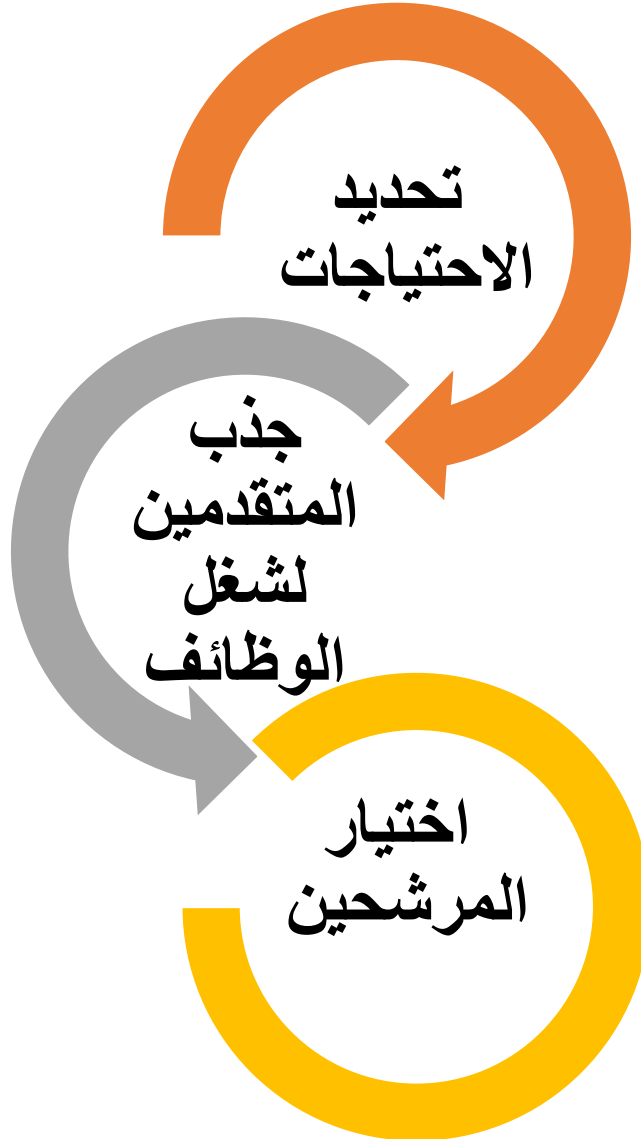 تحديد
الاحتياجات
جذب
المتقدمين
لشغل
الوظائف
اختيار
المرشحين